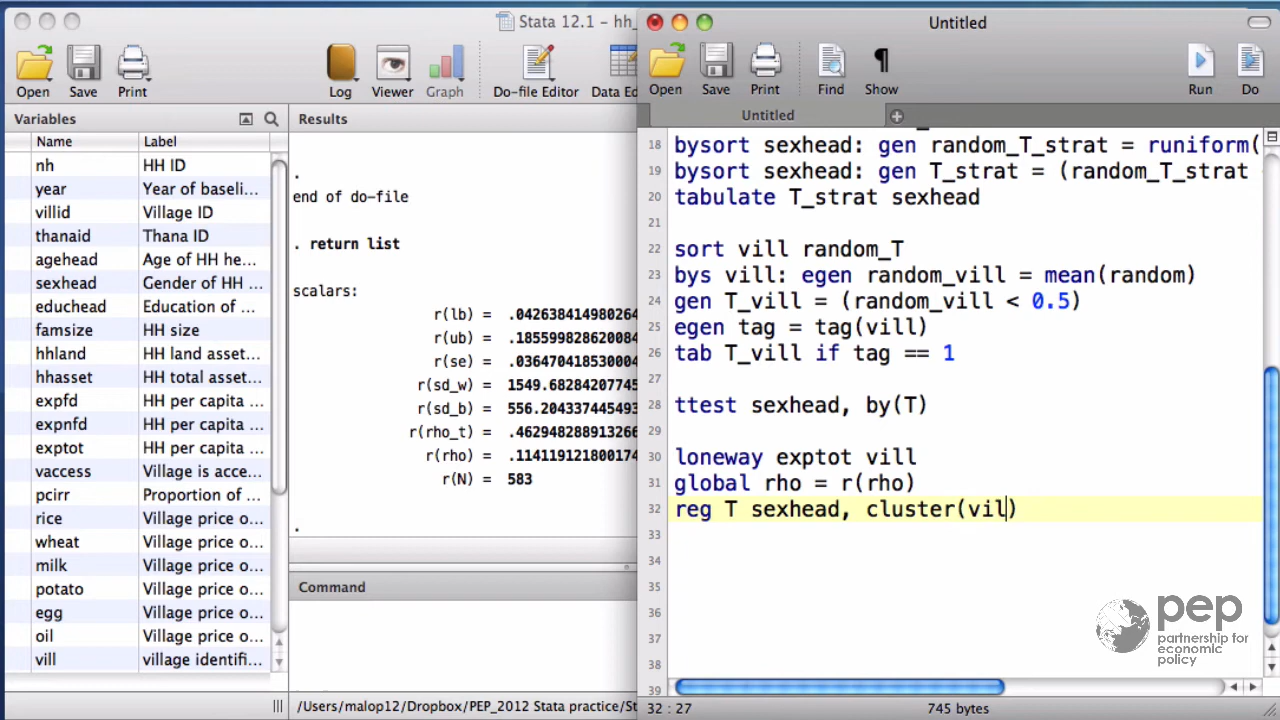 Stata 12.1 – hh_
Open
Save
Print
Log
Viewer
Graph
Do-file Editor
Data Ed
Variables
Name Label
nh HH ID
year Year of baseli...
villid Village ID
thanaid Thana ID
agehead Age of HH he...
sexhead Gender of HH ...
educhead Education of ...
famsize HH size
hhland HH land asset...
hhasset HH total asset...
expfd HH per capita ...
expnfd HH per capita ...
exptot HH per capita ...
vaccess Village is acce...
pcirr Proportion of ...
rice Village price o...
wheat Village price o...
milk Village price o...
potato Village price o...
egg Village price o...
oil Village price o...
vill village identifi...
Results
.
end of do-file
. return list
scalars:
r(lb) = .042638414980264
r(ub) = .185599828620084
r(se) = .036470418530004
r(sd_w) = 1549.68284207745
r(sd_b) = 556.204337445493
r(rho_t) = .462948288913266
r(rho) = .114119121800174
r(N) = 583
.
Command
/Users/malop12/Dropbox/PEP_2012 Stata practice/St
Untitled
Open
Save
Print
Find
Show
Run
Do
Untitled
18 bysort sexhead: gen random_T_strat = runiform(
19 bysort sexhead: gen T_strat = (random_T_strat
20 tabulate T_strat sexhead
21
22 sort vill random_T
23 bys vill: egen random_vill = mean(random)
24 gen T_vill = (random_vill < 0.5)
25 egen tag = tag(vill)
26 tab T_vill if tag == 1
27
28 ttest sexhead, by(T)
29
30 loneway exptot vill
31 global rho = r(rho)
32 reg T sexhead, cluster(vil)
33
34
35
36
37
38
39
32 : 27 745 bytes
pep
partnership for
economic
policy